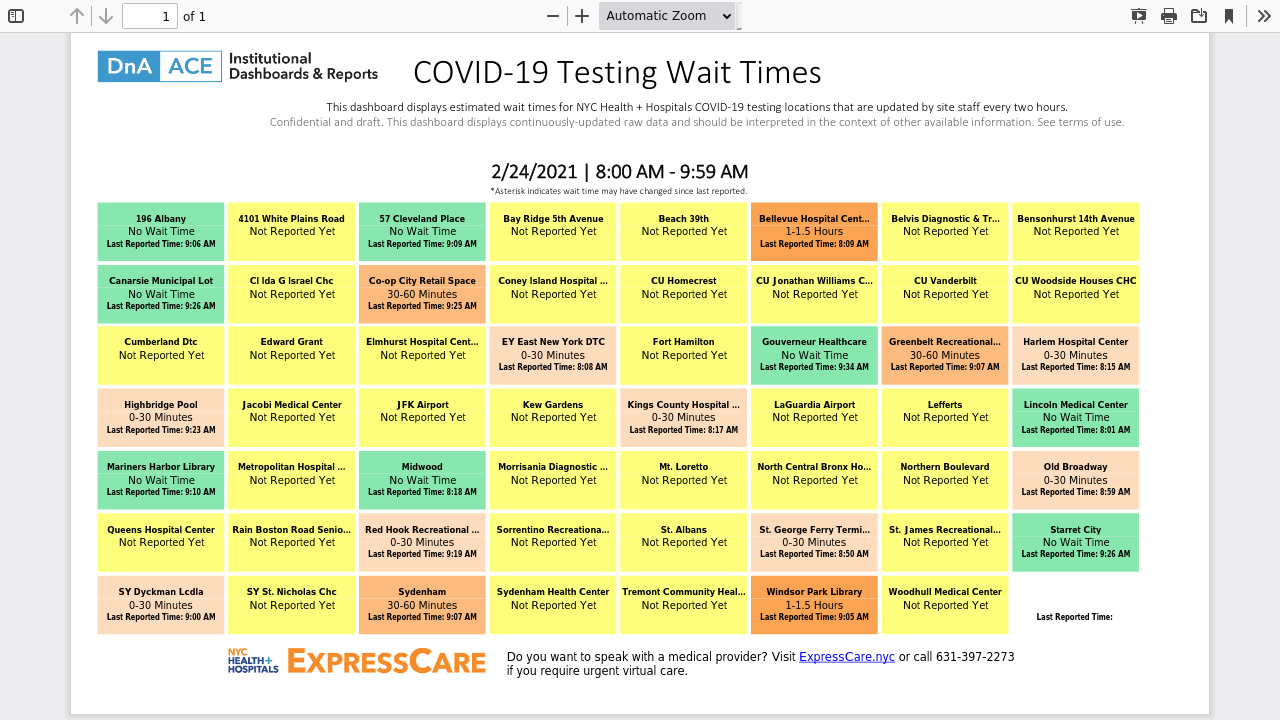 1 of 1
Automatic Zoom
DnA ACE Institutional
Dashboards & Reports
COVID-19 Testing Wait Times
This dashboard displays estimated wait times for NYC Health + Hospitals COVID-19 testing locations that are updated by site staff every two hours.
Confidential and draft. This dashboard displays continuously-updated raw data and should be interpreted in the context of other available information. See terms of use.
2/24/2021 | 8:00 AM - 9:59 AM
*Asterisk indicates wait time may have changed since last reported.
196 Albany
No Wait Time
Last Reported Time: 9:06 AM
4101 White Plains Road
Not Reported Yet
57 Cleveland Place
No Wait Time
Last Reported Time: 9:09 AM
Bay Ridge 5th Avenue
Not Reported Yet
Beach 39th
Not Reported Yet
Bellevue Hospital Cent...
1-1.5 Hours
Last Reported Time: 8:09 AM
Belvis Diagnostic & Tr...
Not Reported Yet
Bensonhurst 14th Avenue
Not Reported Yet
Canarsie Municipal Lot
No Wait Time
Last Reported Time: 9:26 AM
CI Ida G Israel Chc
Not Reported Yet
Co-op City Retail Space
30-60 Minutes
Last Reported Time: 9:25 AM
Coney Island Hospital ...
Not Reported Yet
CU Homecrest
Not Reported Yet
CU Jonathan Williams C...
Not Reported Yet
CU Vanderbilt
Not Reported Yet
CU Woodside Houses CHC
Not Reported Yet
Cumberland Dtc
Not Reported Yet
Edward Grant
Not Reported Yet
Elmhurst Hospital Cent...
Not Reported Yet
EY East New York DTC
0-30 Minutes
Last Reported Time: 8:08 AM
Fort Hamilton
Not Reported Yet
Gouverneur Healthcare
No Wait Time
Last Reported Time: 9:34 AM
Greenbelt Recreational...
30-60 Minutes
Last Reported Time: 9:07 AM
Harlem Hospital Center
0-30 Minutes
Last Reported Time: 8:15 AM
Highbridge Pool
0-30 Minutes
Last Reported Time: 9:23 AM
Jacobi Medical Center
Not Reported Yet
JFK Airport
Not Reported Yet
Kew Gardens
Not Reported Yet
Kings County Hospital ...
0-30 Minutes
Last Reported Time: 8:17 AM
LaGuardia Airport
Not Reported Yet
Lefferts
Not Reported Yet
Lincoln Medical Center
No Wait Time
Last Reported Time: 8:01 AM
Mariners Harbor Library
No Wait Time
Last Reported Time: 9:10 AM
Metropolitan Hospital ...
Not Reported Yet
Midwood
No Wait Time
Last Reported Time: 8:18 AM
Morrisania Diagnostic ...
Not Reported Yet
Mt. Loretto
Not Reported Yet
North Central Bronx Ho...
Not Reported Yet
Northern Boulevard
Not Reported Yet
Old Broadway
0-30 Minutes
Last Reported Time: 8:59 AM
Queens Hospital Center
Not Reported Yet
Rain Boston Road Senio...
Not Reported Yet
Red Hook Recreational ...
0-30 Minutes
Last Reported Time: 9:19 AM
Sorrentino Recreationa...
Not Reported Yet
St. Albans
Not Reported Yet
St. George Ferry Termi...
0-30 Minutes
Last Reported Time: 8:50 AM
St. James Recreational...
Not Reported Yet
Starret City
No Wait Time
Last Reported Time: 9:26 AM
SY Dyckman Lcdla
0-30 Minutes
Last Reported Time: 9:00 AM
SY St. Nicholas Chc
Not Reported Yet
Sydenham
30-60 Minutes
Last Reported Time: 9:07 AM
Sydenham Health Center
Not Reported Yet
Tremont Community Heal...
Not Reported Yet
Windsor Park Library
1-1.5 Hours
Last Reported Time: 9:05 AM
Woodhull Medical Center
Not Reported Yet
Last Reported Time:
NYC
HEALTH+
HOSPITALS
EXPRESSCARE
Do you want to speak with a medical provider? Visit ExpressCare.nyc or call 631-397-2273
if you require urgent virtual care.